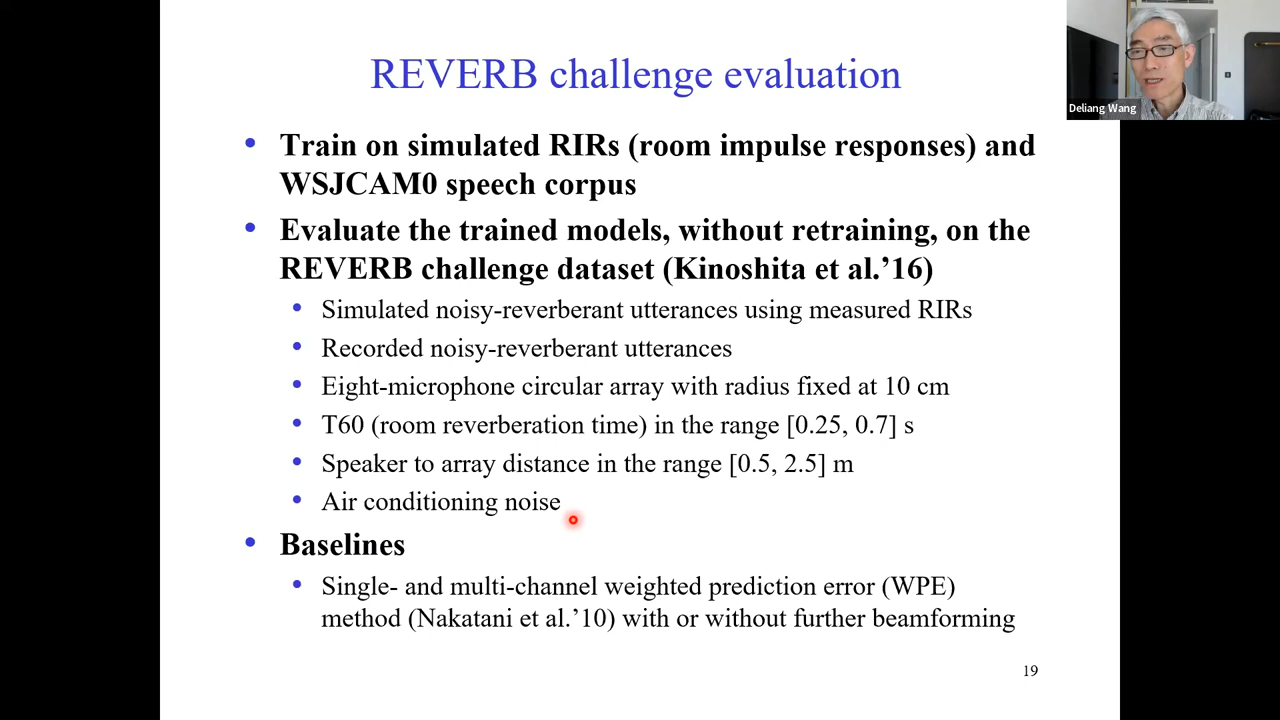 REVERB challenge evaluation
Deliang Wang
• Train on simulated RIRs (room impulse responses) and
WSJCAM0 speech corpus
• Evaluate the trained models, without retraining, on the
REVERB challenge dataset (Kinoshita et al.’16)
• Simulated noisy-reverberant utterances using measured RIRs
• Recorded noisy-reverberant utterances
• Eight-microphone circular array with radius fixed at 10 cm
• T60 (room reverberation time) in the range [0.25, 0.7] s
• Speaker to array distance in the range [0.5, 2.5] m
• Air conditioning noise
• Baselines
• Single- and multi-channel weighted prediction error (WPE)
method (Nakatani et al.’10) with or without further beamforming
19